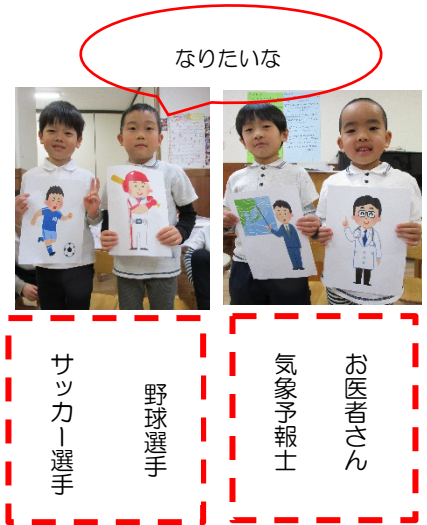 なりたいな
サッカー選手
野球選手
気象予報士
お医者さん